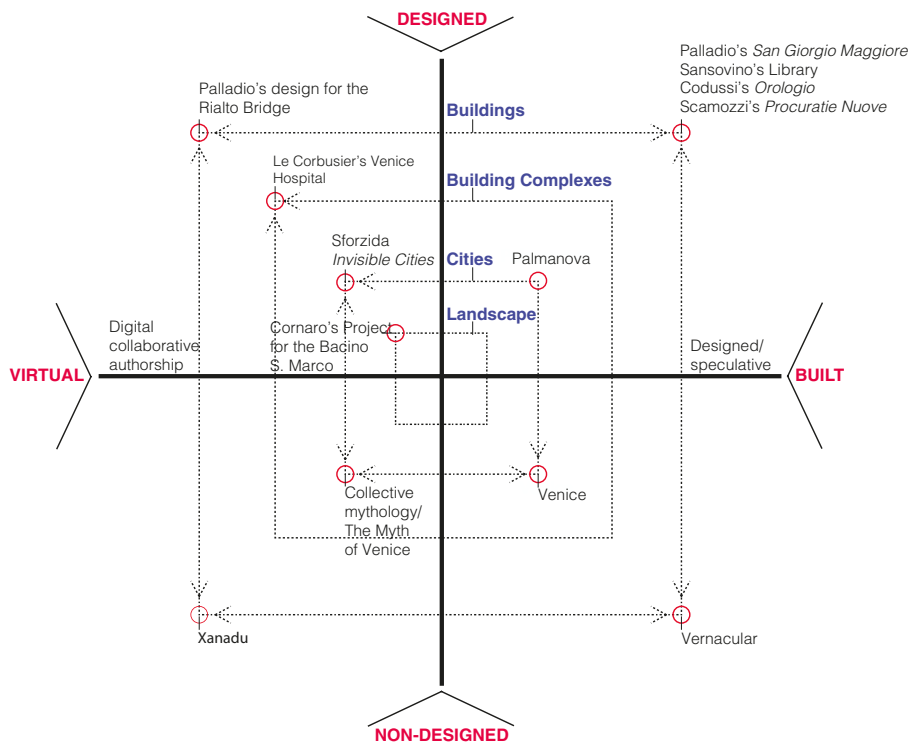 DESIGNED
Palladio's San Giorgio Maggiore
Sansovino's Library
Codussi's Orologio
Scamozzi's Procuratie Nuove
Palladio's design for the
Rialto Bridge
Buildings
Le Corbusier's Venice
Hospital
Building Complexes
Sforzida
Invisible Cities
Cities
Palmanova
Landscape
Digital
collaborative
authorship
Cornaro's Project
for the Bacino
S. Marco
Designed/
speculative
VIRTUAL
BUILT
Collective
mythology/
The Myth
of Venice
Venice
Xanadu
Vernacular
NON-DESIGNED